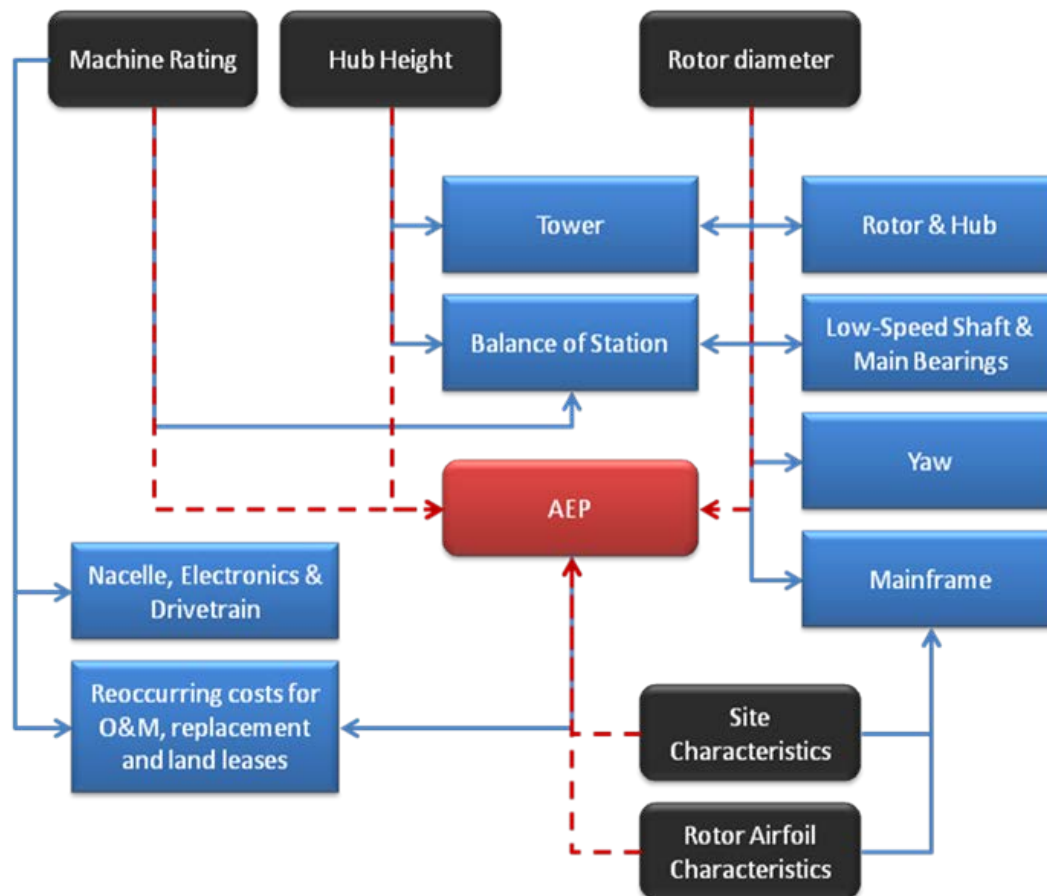 Machine Rating
Hub Height
Rotor diameter
Tower
Rotor & Hub
Balance of Station
Low-Speed Shaft &
Main Bearings
Yaw
AEP
Mainframe
Nacelle, Electronics &
Drivetrain
Reoccurring costs for
O&M, replacement
and land leases
Site
Characteristics
Rotor Airfoil
Characteristics